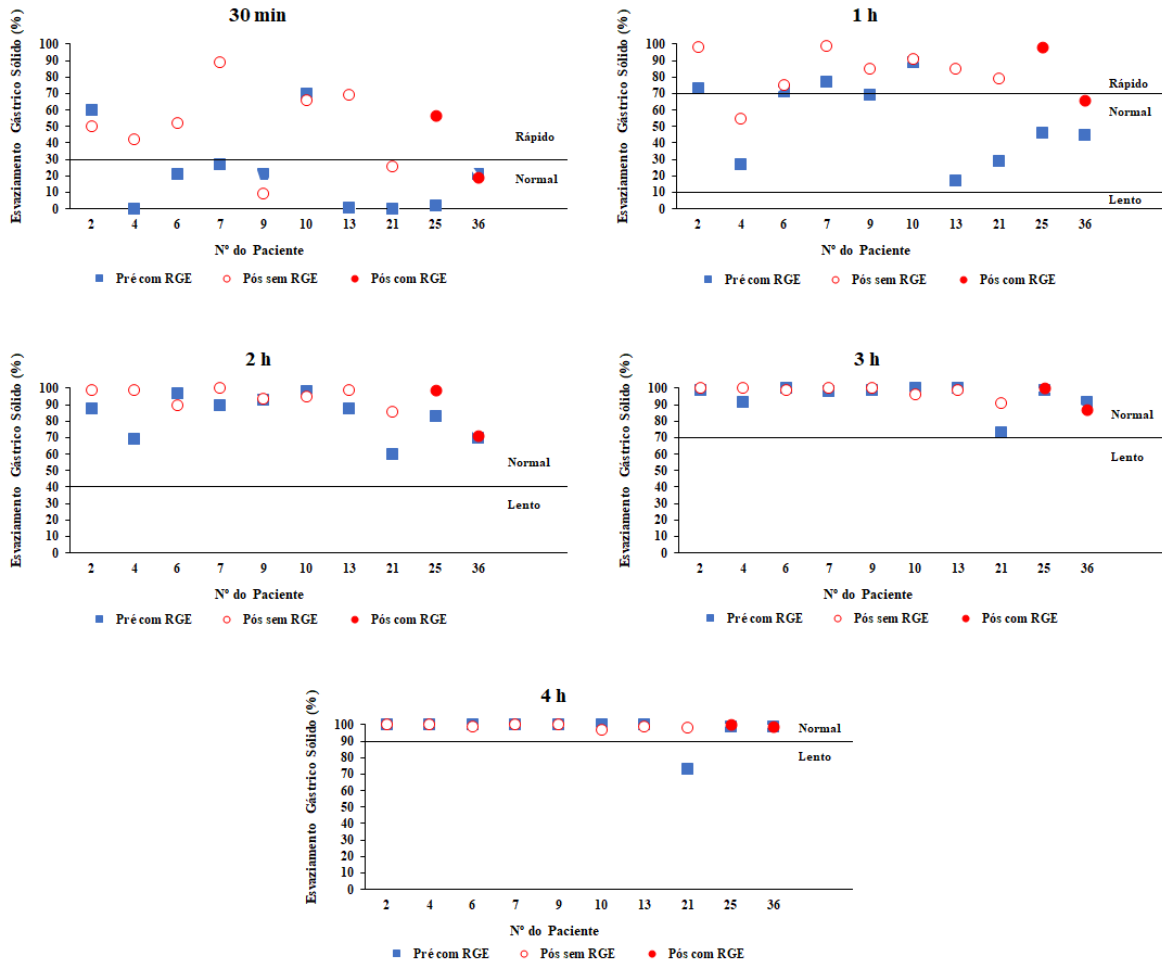 30 min
Esvaziamento Gástrico Sólido (%)
100
90
80
70
60
50
40
30
20
10
0
Rápido
Normal
2 4 6 7 9 10 13 21 25 36
Nº do Paciente
Pré com RGE Pós sem RGE Pós com RGE
1 h
Esvaziamento Gástrico Sólido (%)
100
90
80
70
60
50
40
30
20
10
0
Rápido
Normal
Lento
2 4 6 7 9 10 13 21 25 36
Nº do Paciente
Pré com RGE Pós sem RGE Pós com RGE
2 h
Esvaziamento Gástrico Sólido (%)
100
90
80
70
60
50
40
30
20
10
0
Normal
Lento
2 4 6 7 9 10 13 21 25 36
Nº do Paciente
Pré com RGE Pós sem RGE Pós com RGE
3 h
Esvaziamento Gástrico Sólido (%)
100
90
80
70
60
50
40
30
20
10
0
Normal
Lento
2 4 6 7 9 10 13 21 25 36
Nº do Paciente
Pré com RGE Pós sem RGE Pós com RGE
4 h
Esvaziamento Gástrico Sólido (%)
100
90
80
70
60
50
40
30
20
10
0
Normal
Lento
2 4 6 7 9 10 13 21 25 36
Nº do Paciente
Pré com RGE Pós sem RGE Pós com RGE